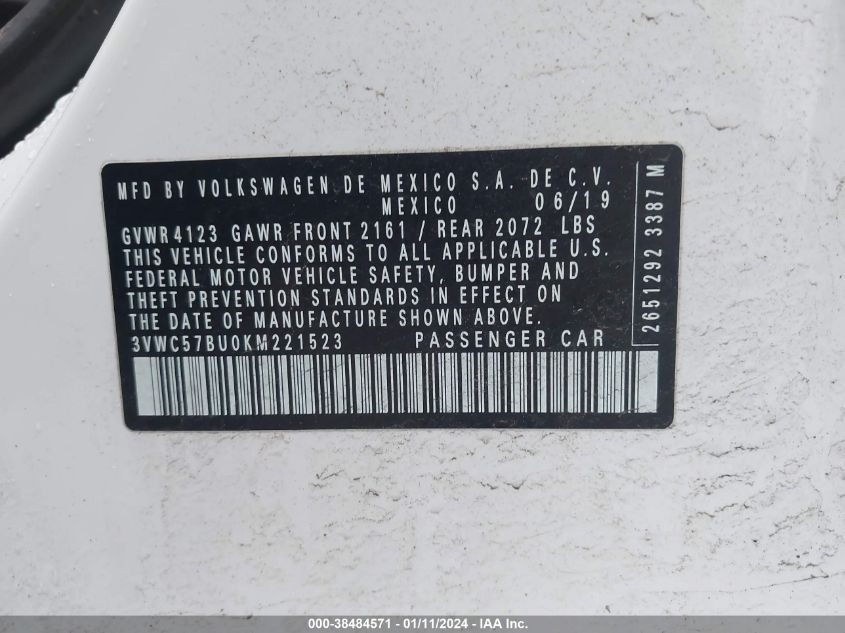 MFD BY VOLKSWAGEN DE MEXICO S.A. DE C.V.
MEXICO 06/19
GVWR4123 GAWR FRONT 2161 / REAR 2072 LBS
THIS VEHICLE CONFORMS TO ALL APPLICABLE U.S.
FEDERAL MOTOR VEHICLE SAFETY, BUMPER AND
THEFT PREVENTION STANDARDS IN EFFECT ON
THE DATE OF MANUFACTURE SHOWN ABOVE.
3VWC57BU0KM221523 PASSENGER CAR
2651292 3387 M
000-38484571 - 01/11/2024 - IAA Inc.